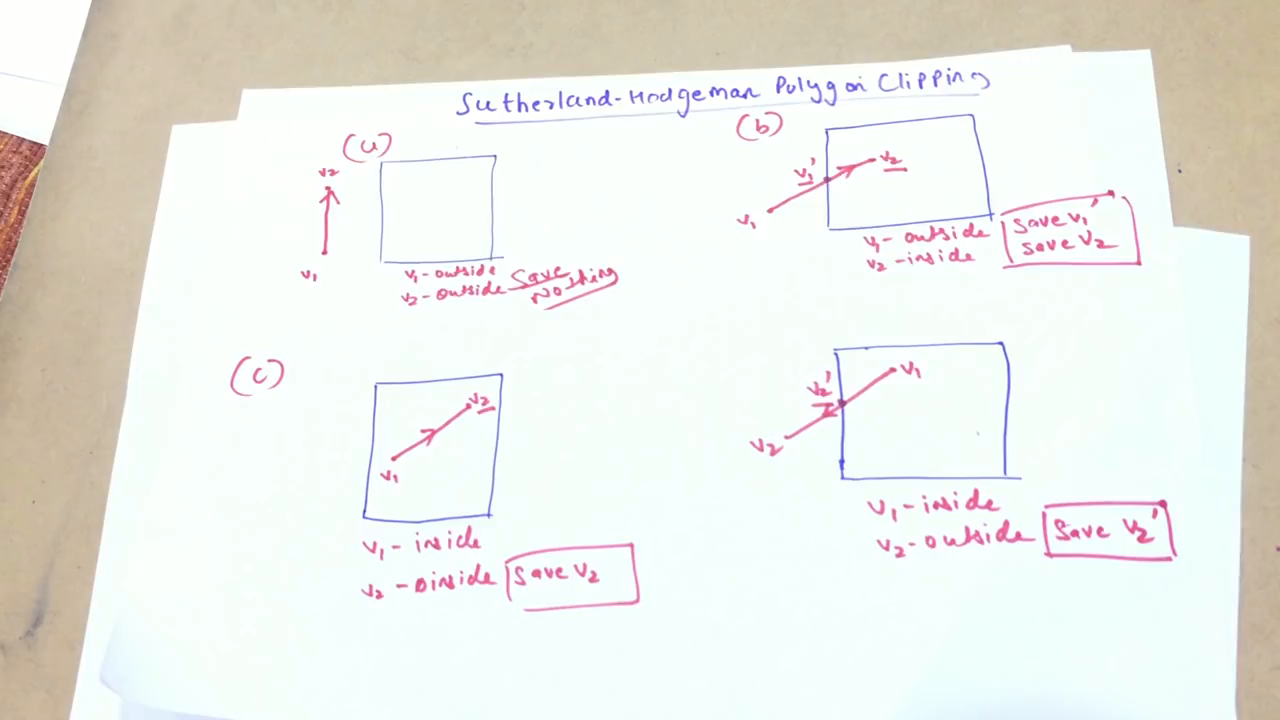 Sutherland-Hodgeman Polygon Clipping
(a)
v2
v1
v1 - outside
v2 - outside Save Nothing
(b)
v1'
v2
v1
v1 - outside
v2 - inside
Save v1'
Save v2
(c)
v2
v1
v1 - inside
v2 - inside
Save v2
v1
v2'
v2
v1 - inside
v2 - outside
Save v2'